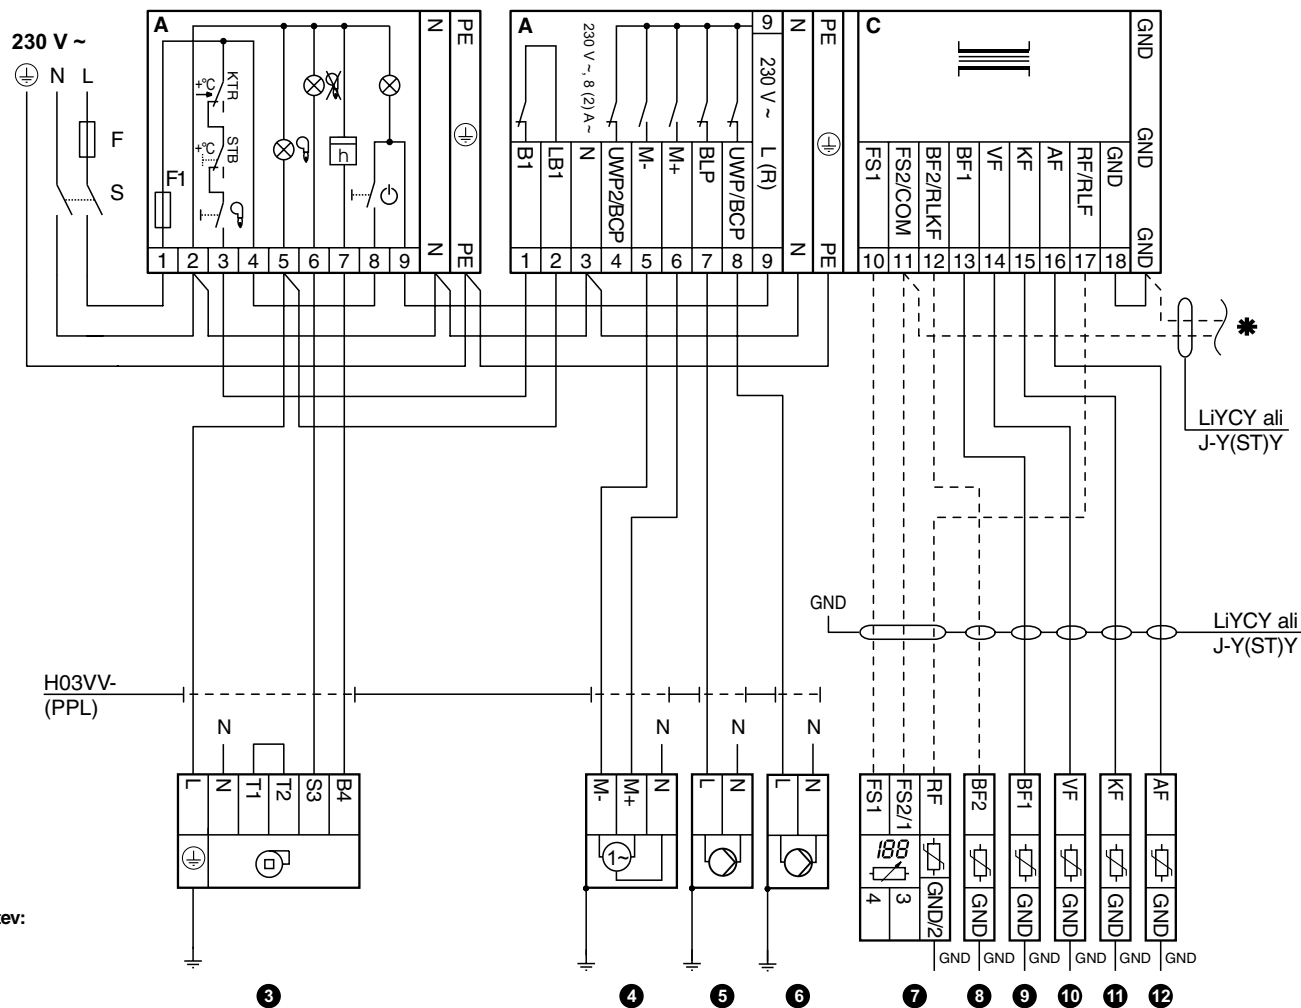 230 V ~
N L
F
S
A
KTR
+°C
STB
+°C
F1
h
N
PE
1 2 3 4 5 6 7 8 9 N PE
A
230 V ~, 8 (2) A ~
9
230 V ~
N
PE
B1
LB1
N
UWP2/BCP
M-
M+
BLP
UWP/BCP
L (R)
1 2 3 4 5 6 7 8 9 N PE
C
GND
GND
GND
FS1
FS2/COM
BF2/RLKF
BF1
VF
KF
AF
RF/RLF
GND
10 11 12 13 14 15 16 17 18
*
LiYCY ali
J-Y(ST)Y
GND
LiYCY ali
J-Y(ST)Y
H03VV-
(PPL)
N
N
N
N
L
N
T1
T2
S3
B4
M-
M+
N
1~
L
N
L
N
FS1
FS2/1
RF
188
4
3
GND/2
BF2
GND
BF1
GND
VF
GND
KF
GND
AF
GND
GND GND GND GND GND GND
tev:
3 4 5 6 7 8 9 10 11 12